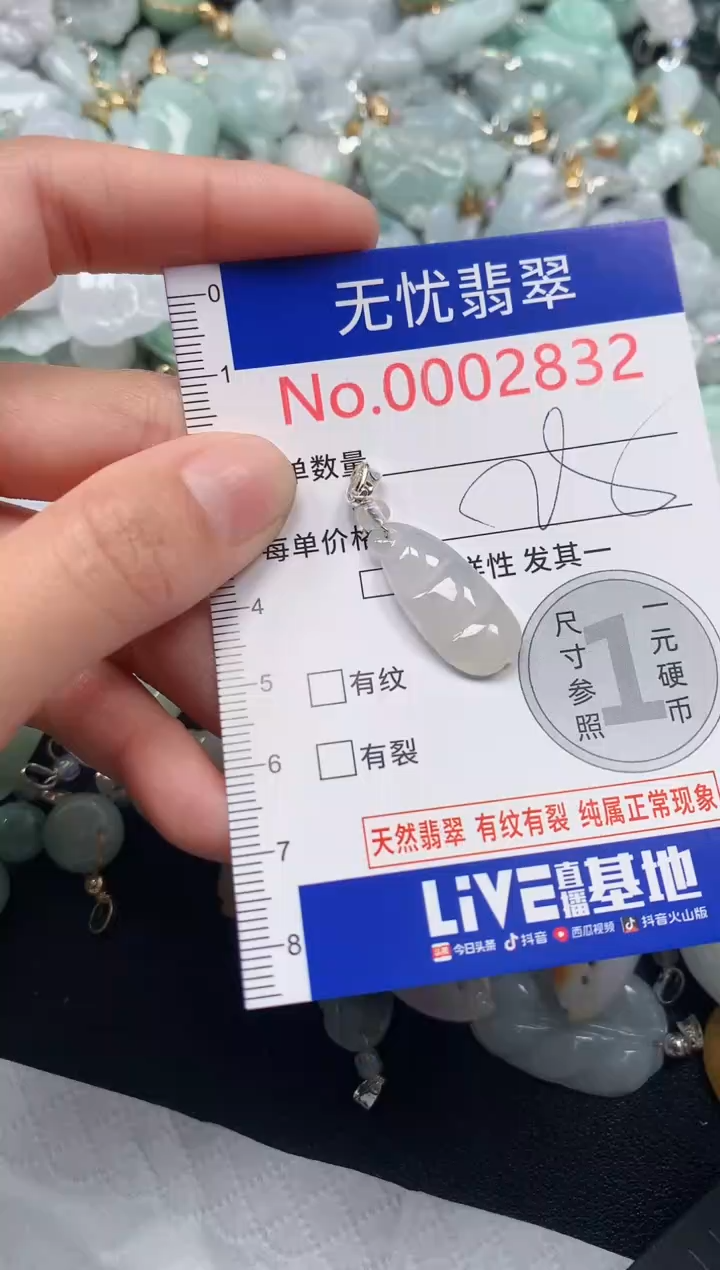 无忧翡翠
No.0002832
单数量
每单价格
样性 发其一
有纹
有裂
尺寸参照
1
一元硬币
天然翡翠 有纹有裂 纯属正常现象
LiVE直播基地
今日头条 抖音 西瓜视频 抖音火山版
0
1
4
5
6
7
8